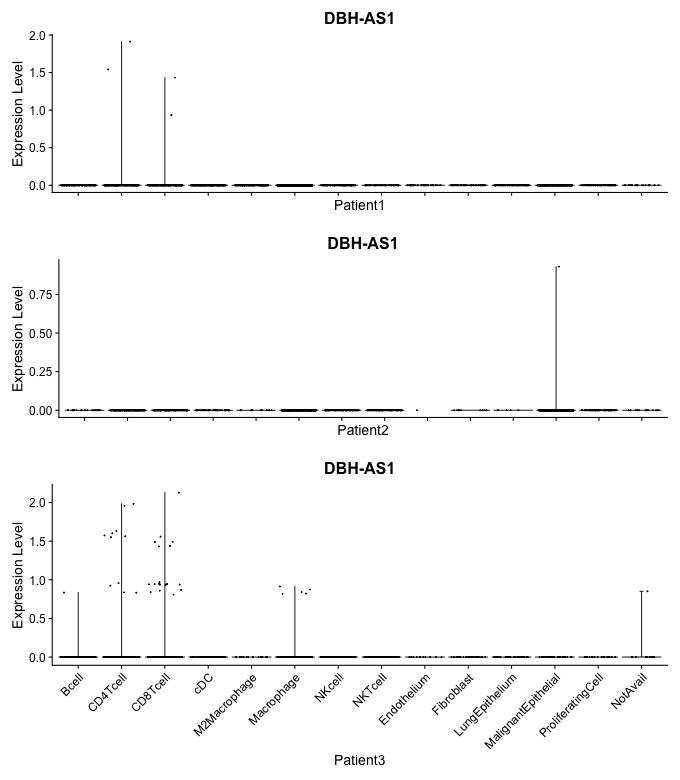 DBH-AS1
Expression Level
2.0
1.5
1.0
0.5
0.0
Patient1
DBH-AS1
Expression Level
0.75
0.50
0.25
0.00
Patient2
DBH-AS1
Expression Level
2.0
1.5
1.0
0.5
0.0
Bcell
CD4Tcell
CD8Tcell
cDC
M2Macrophage
Macrophage
NKcell
NKTcell
Endothelium
Fibroblast
LungEpithelium
MalignantEpithelial
ProliferatingCell
NotAvail
Patient3